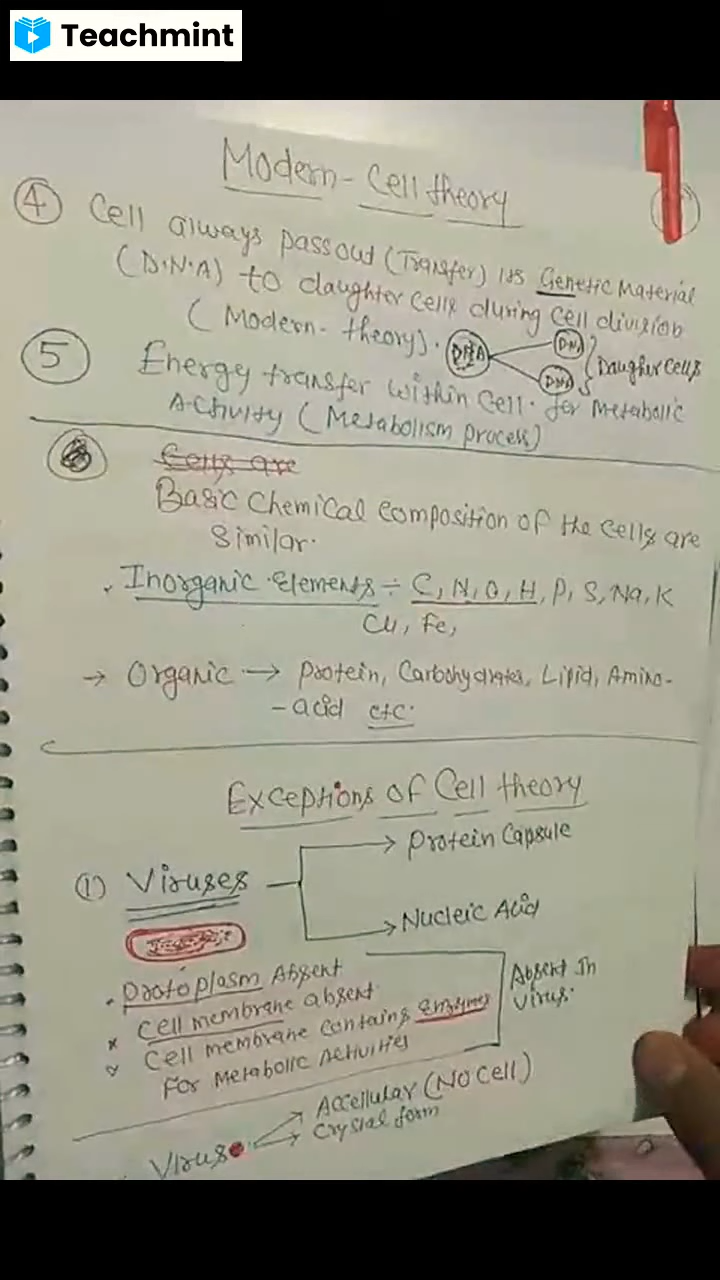 Teachmint
Modern-Cell theory
④ Cell always passout (Transfer) its Genetic Material
(D.N.A) to daughter cells during cell division
(Modern-theory).
DNA
DNA
DNA
Daugher cells
⑤ Energy transfer within cell. for Metabolic
Activity (Metabolism process)
Cells are
Basic Chemical composition of the cells are
Similar.
Inorganic Elements ÷ C, N, O, H, P, S, Na, K
Cu, Fe,
→ Organic → Protein, Carbohydrates, Lipid, Amino-
-acid etc.
Exceptions of Cell theory
① Viruses
→ Protein Capsule
→ Nucleic Acid
. Protoplasm Absent
x Cell membrane absent
Cell membrane contains Enzymes
For Metabolic Activities
Absent In
Virus.
Virus
Accellular (No Cell)
Crystal form